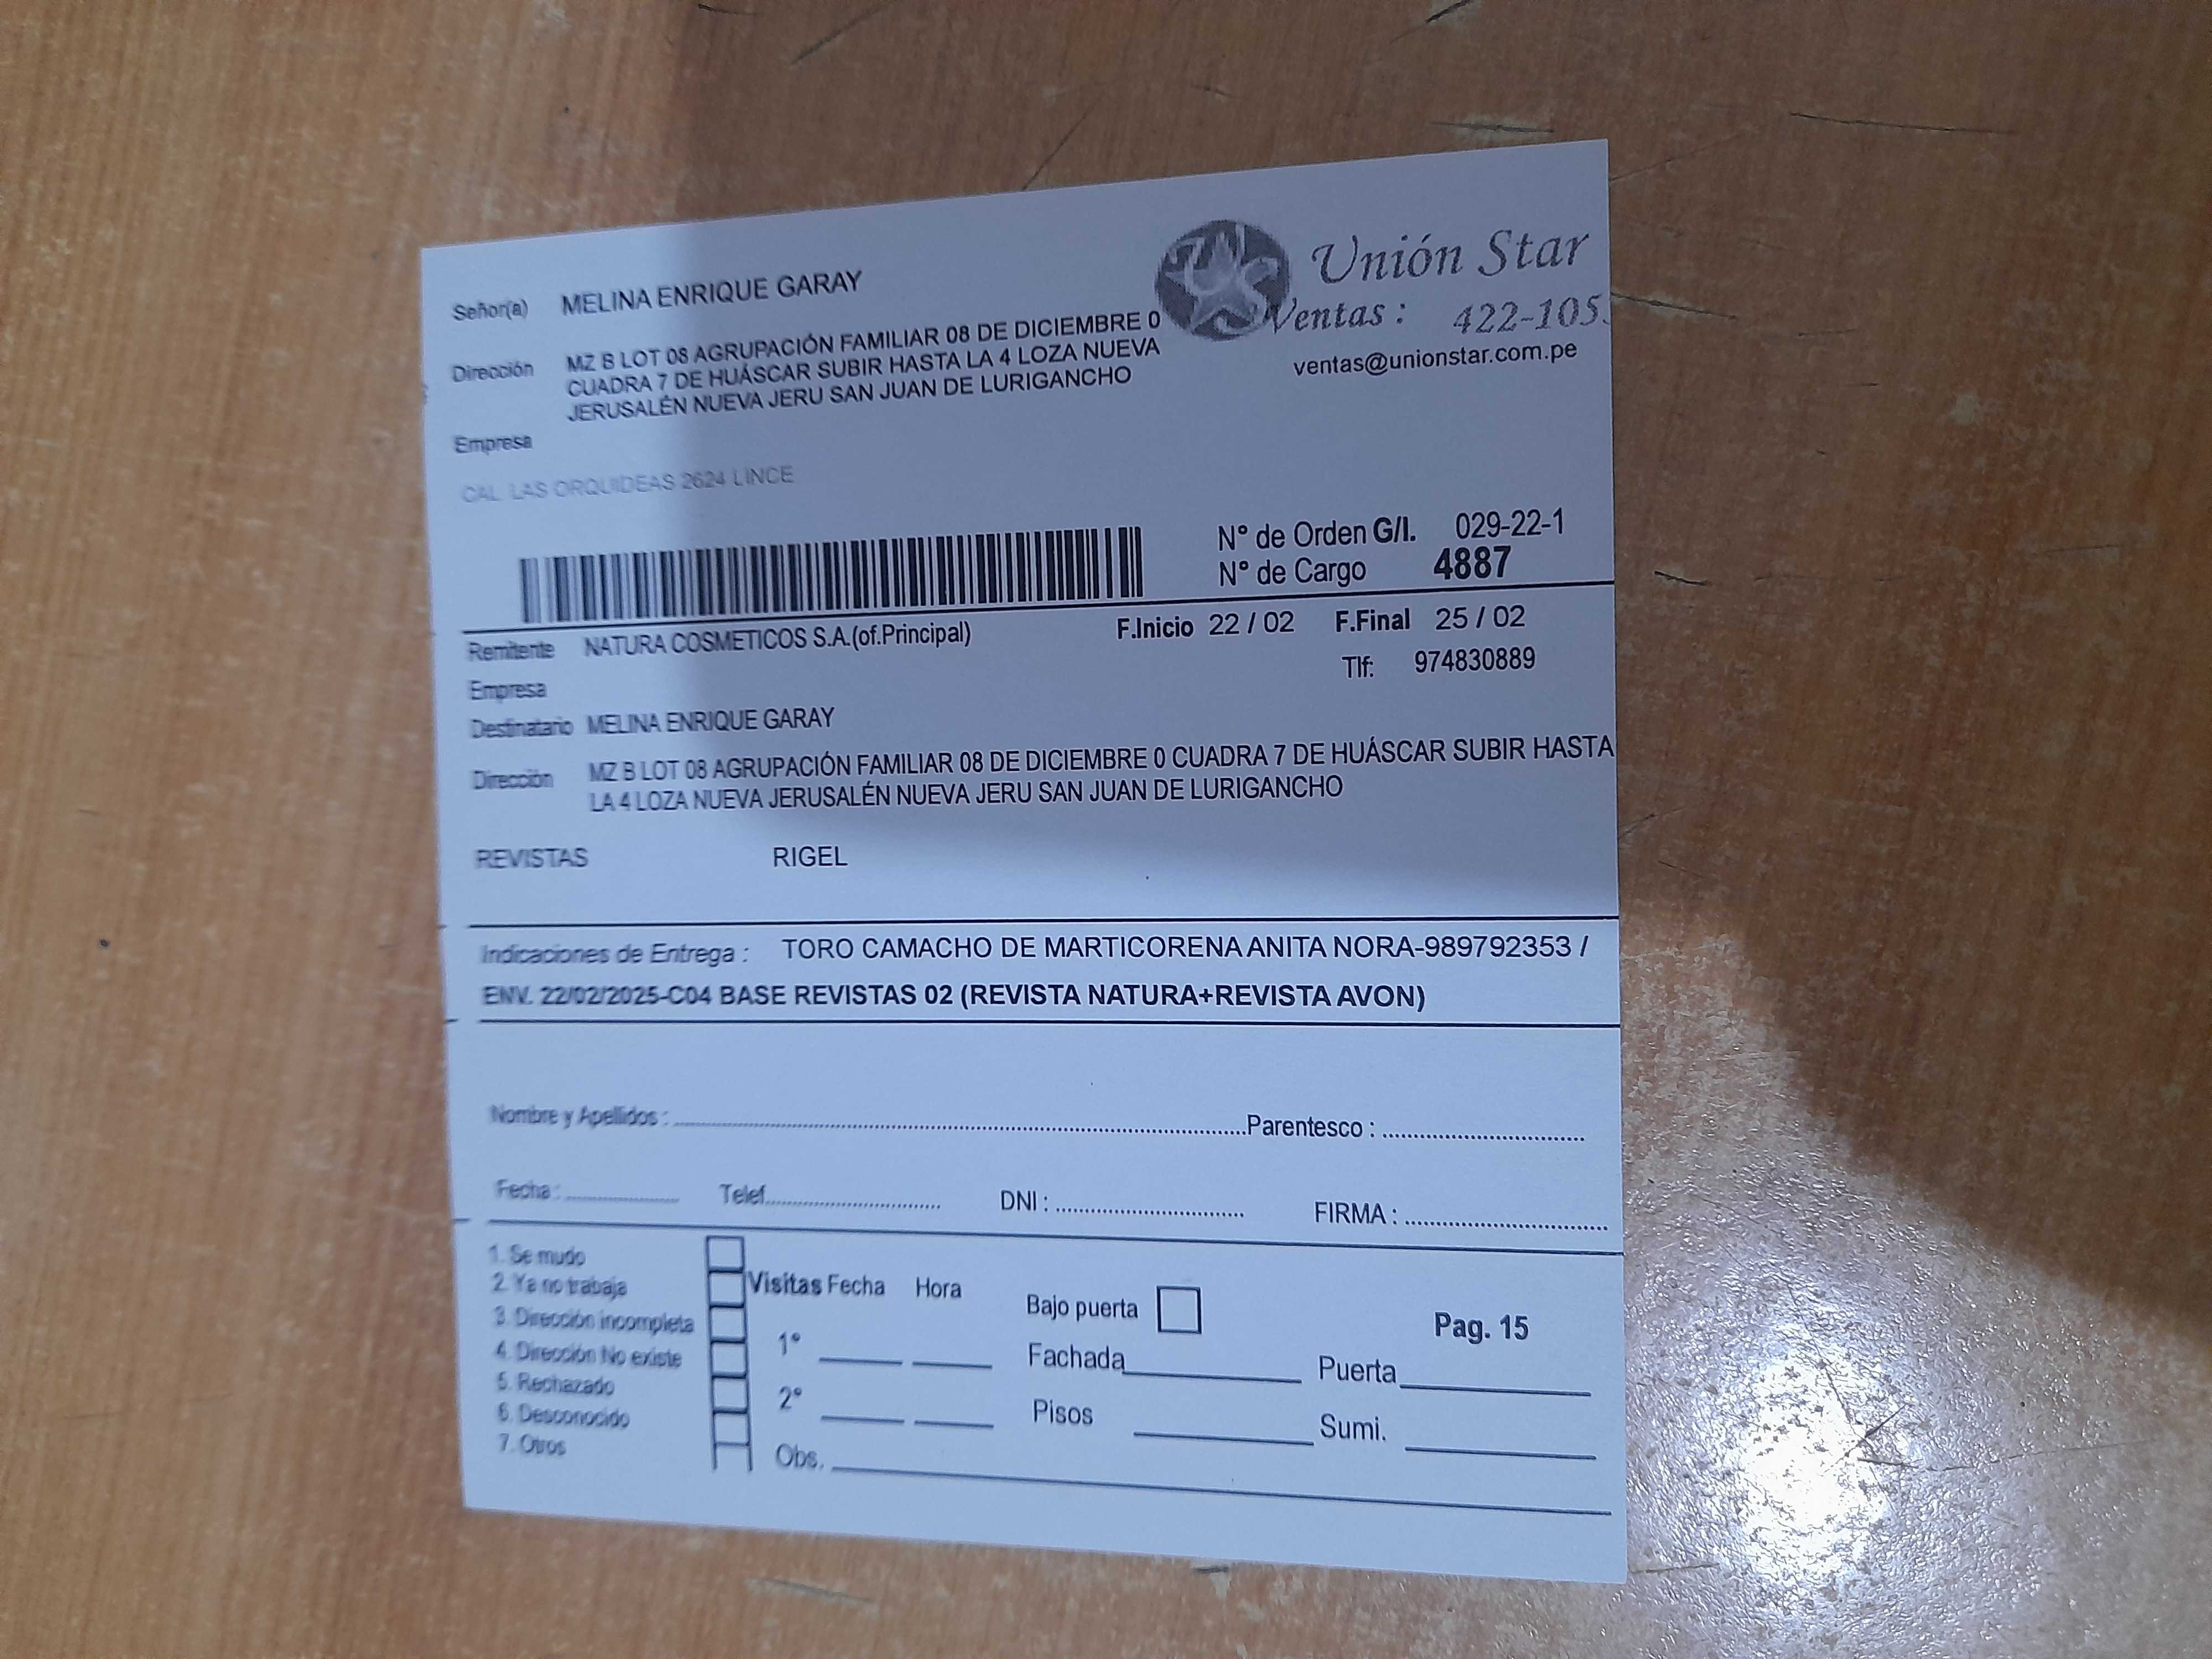 Unión Star
Señor(a) MELINA ENRIQUE GARAY
Ventas : 422-105
ventas@unionstar.com.pe
Dirección MZ B LOT 08 AGRUPACIÓN FAMILIAR 08 DE DICIEMBRE 0
CUADRA 7 DE HUÁSCAR SUBIR HASTA LA 4 LOZA NUEVA
JERUSALÉN NUEVA JERU SAN JUAN DE LURIGANCHO
Empresa
CAL. LAS ORQUIDEAS 2624 LINCE
N° de Orden G/I. 029-22-1
N° de Cargo 4887
Remitente NATURA COSMETICOS S.A.(of.Principal) F.Inicio 22 / 02 F.Final 25 / 02
Tlf: 974830889
Empresa
Destinatario MELINA ENRIQUE GARAY
Dirección MZ B LOT 08 AGRUPACIÓN FAMILIAR 08 DE DICIEMBRE 0 CUADRA 7 DE HUÁSCAR SUBIR HASTA
LA 4 LOZA NUEVA JERUSALÉN NUEVA JERU SAN JUAN DE LURIGANCHO
REVISTAS RIGEL
Indicaciones de Entrega : TORO CAMACHO DE MARTICORENA ANITA NORA-989792353 /
ENV. 22/02/2025-C04 BASE REVISTAS 02 (REVISTA NATURA+REVISTA AVON)
Nombre y Apellidos : Parentesco :
Fecha : Telef. DNI : FIRMA :
1. Se mudo
2. Ya no trabaja
3. Dirección incompleta
4. Dirección No existe
5. Rechazado
6. Desconocido
7. Otros
Visitas Fecha Hora
1°
2°
Obs.
Bajo puerta
Fachada
Pisos
Pag. 15
Puerta
Sumi.